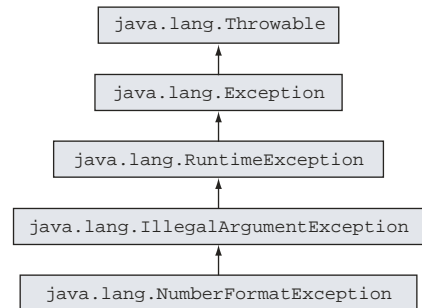 java.lang.Throwable
java.lang.Exception
java.lang.RuntimeException
java.lang.IllegalArgumentException
java.lang.NumberFormatException